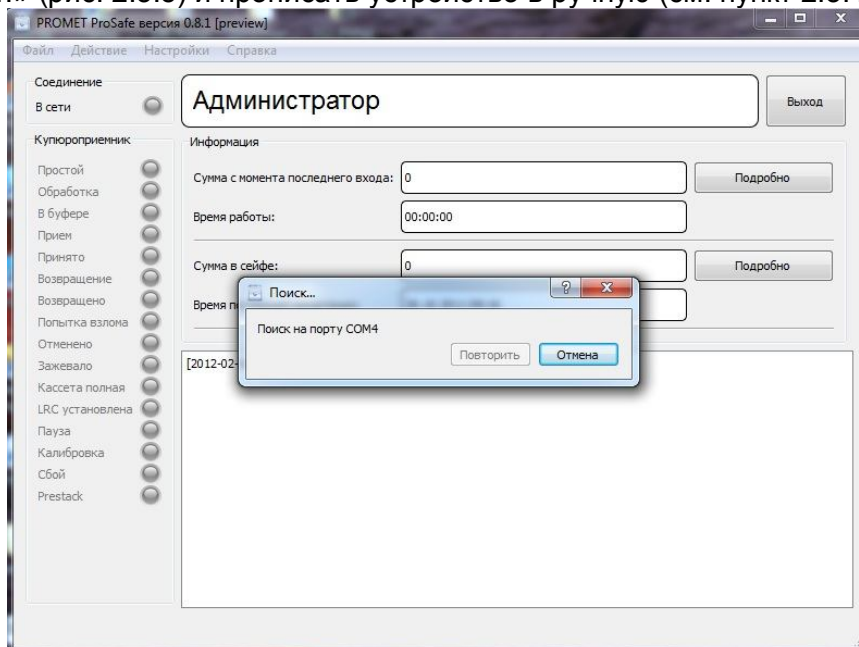 PROMET ProSafe версия 0.8.1 [preview]
Файл Действие Настройки Справка
Соединение
В сети
Администратор
Выход
Купюроприемник
Информация
Простой
Обработка
В буфере
Прием
Принято
Возвращение
Возвращено
Попытка взлома
Отменено
Зажевало
Кассета полная
LRC установлена
Пауза
Калибровка
Сбой
Prestack
Сумма с момента последнего входа: 0 Подробно
Время работы: 00:00:00
Сумма в сейфе: 0 Подробно
Время
Поиск...
Поиск на порту COM4
Повторить Отмена
[2012-02-